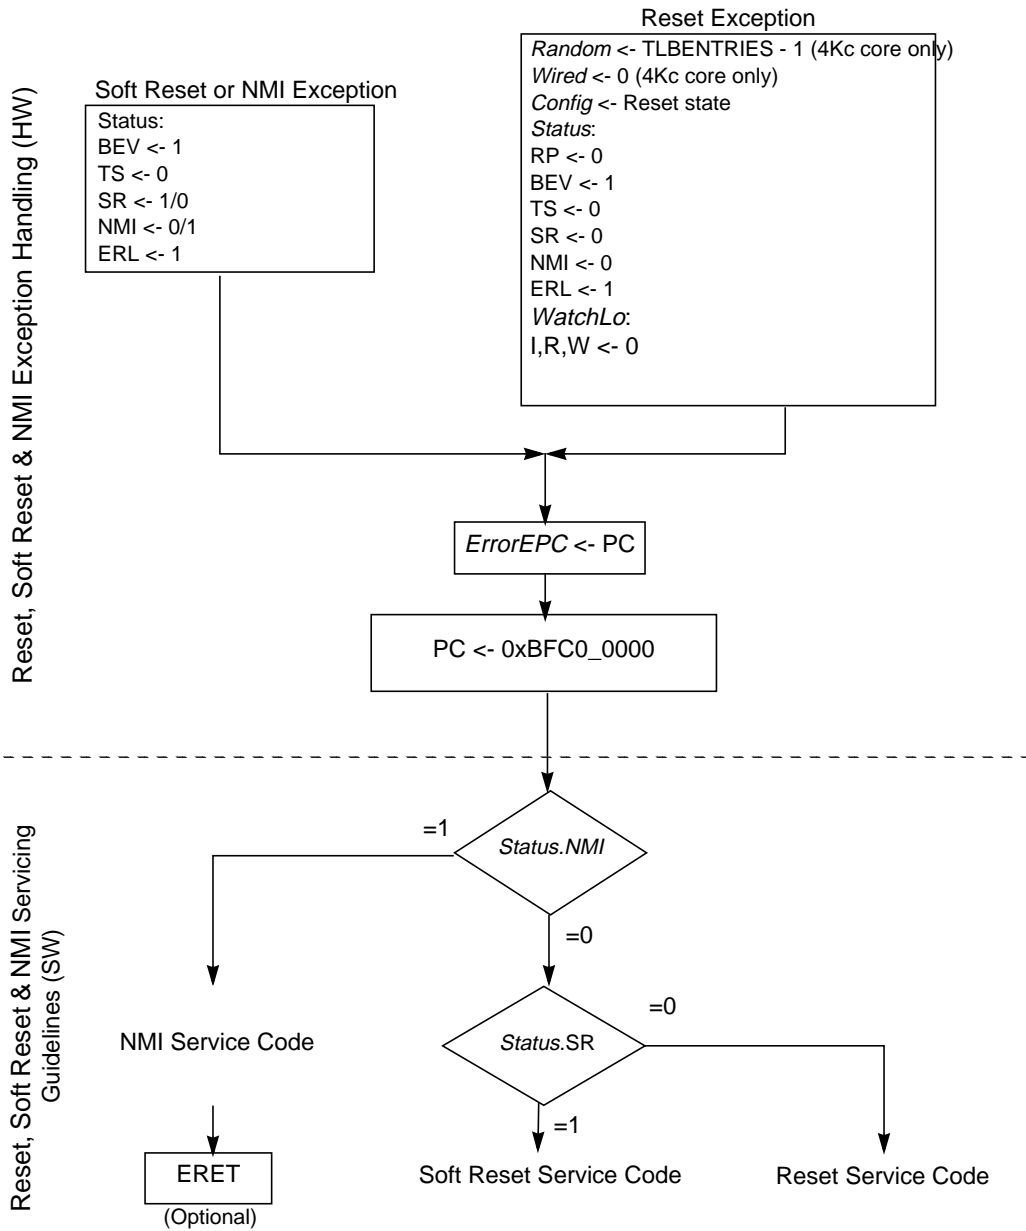 Reset Exception
Random <- TLBENTRIES - 1 (4Kc core only)
Wired <- 0 (4Kc core only)
Config <- Reset state
Status:
RP <- 0
BEV <- 1
TS <- 0
SR <- 0
NMI <- 0
ERL <- 1
WatchLo:
I,R,W <- 0
Soft Reset or NMI Exception
Status:
BEV <- 1
TS <- 0
SR <- 1/0
NMI <- 0/1
ERL <- 1
Reset, Soft Reset & NMI Exception Handling (HW)
ErrorEPC <- PC
PC <- 0xBFC0_0000
Reset, Soft Reset & NMI Servicing
Guidelines (SW)
Status.NMI
=1
=0
Status.SR
=0
=1
NMI Service Code
ERET
(Optional)
Soft Reset Service Code
Reset Service Code